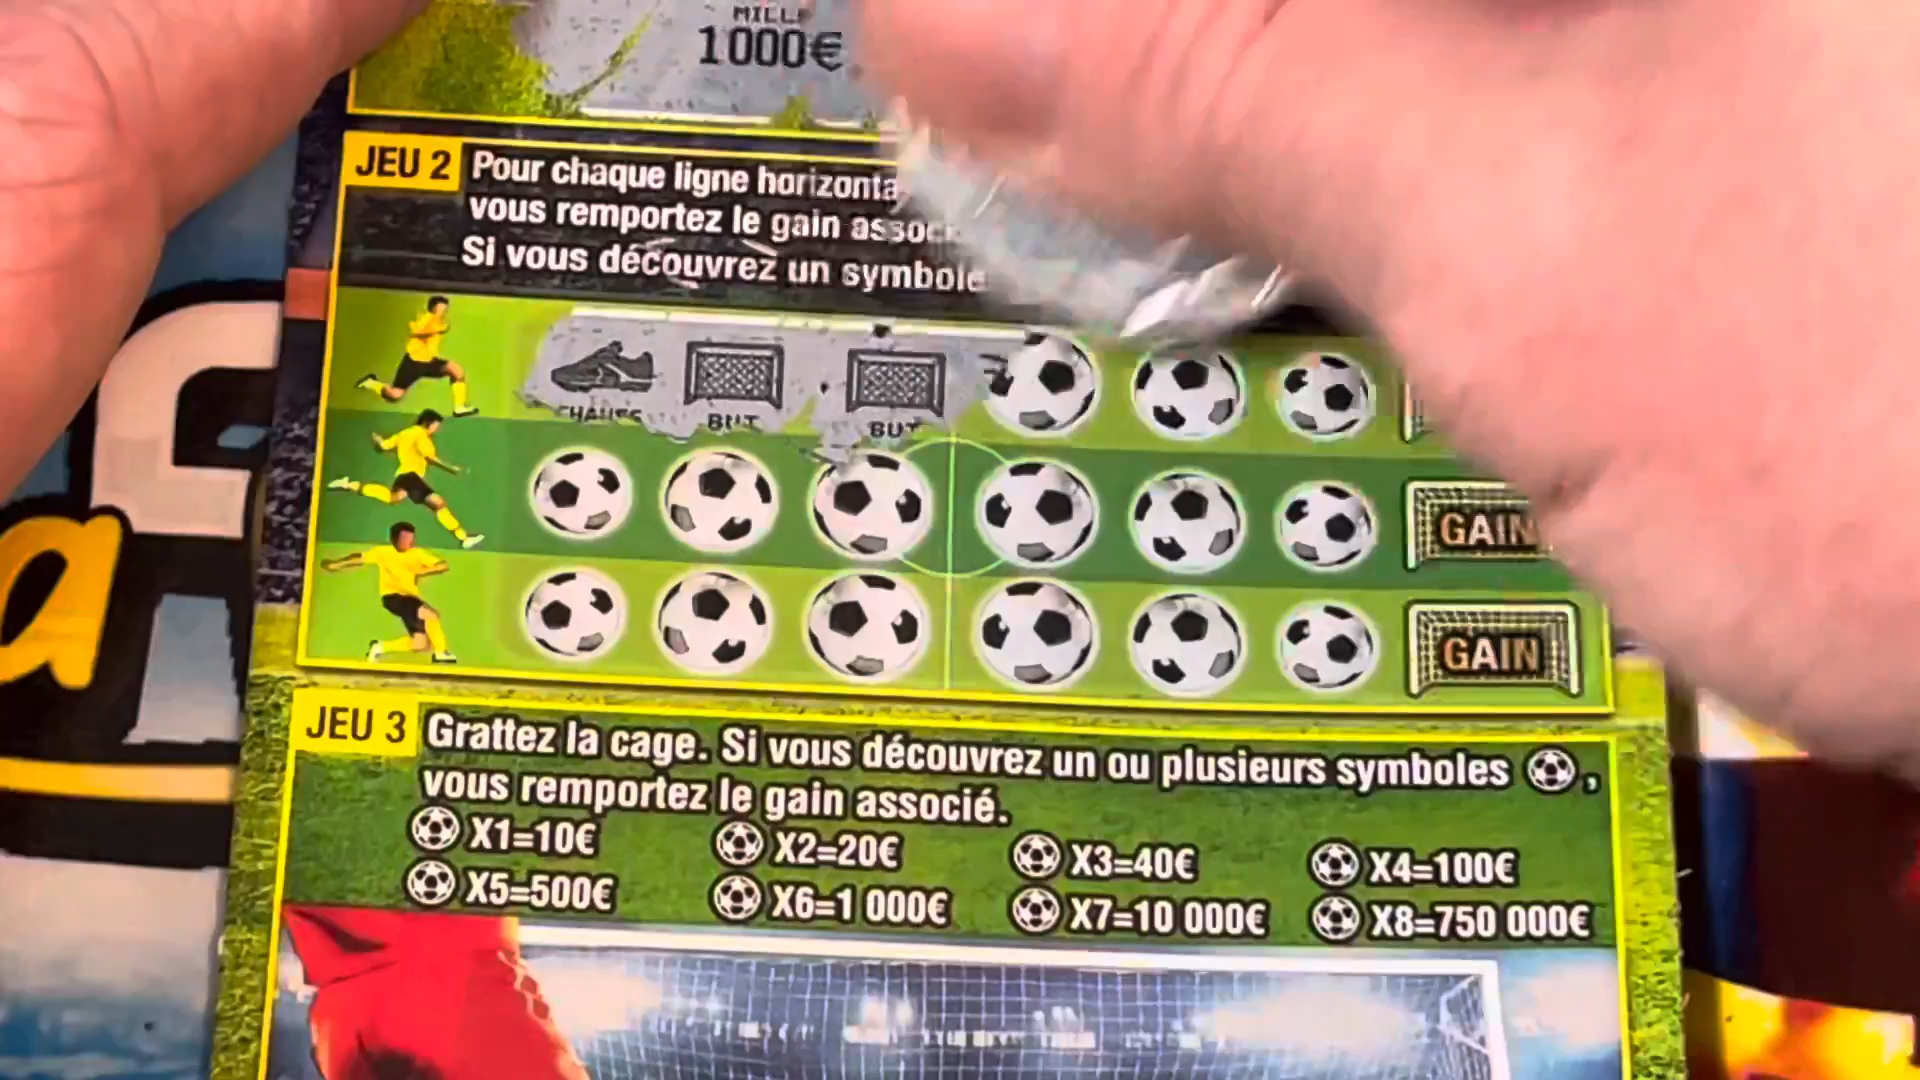 MILLE
1000€
JEU 2 Pour chaque ligne horizonta
vous remportez le gain assoc
Si vous découvrez un symbole
BUT BUT
GAIN
GAIN
JEU 3 Grattez la cage. Si vous découvrez un ou plusieurs symboles ,
vous remportez le gain associé.
X1=10€ X2=20€ X3=40€ X4=100€
X5=500€ X6=1 000€ X7=10 000€ X8=750 000€